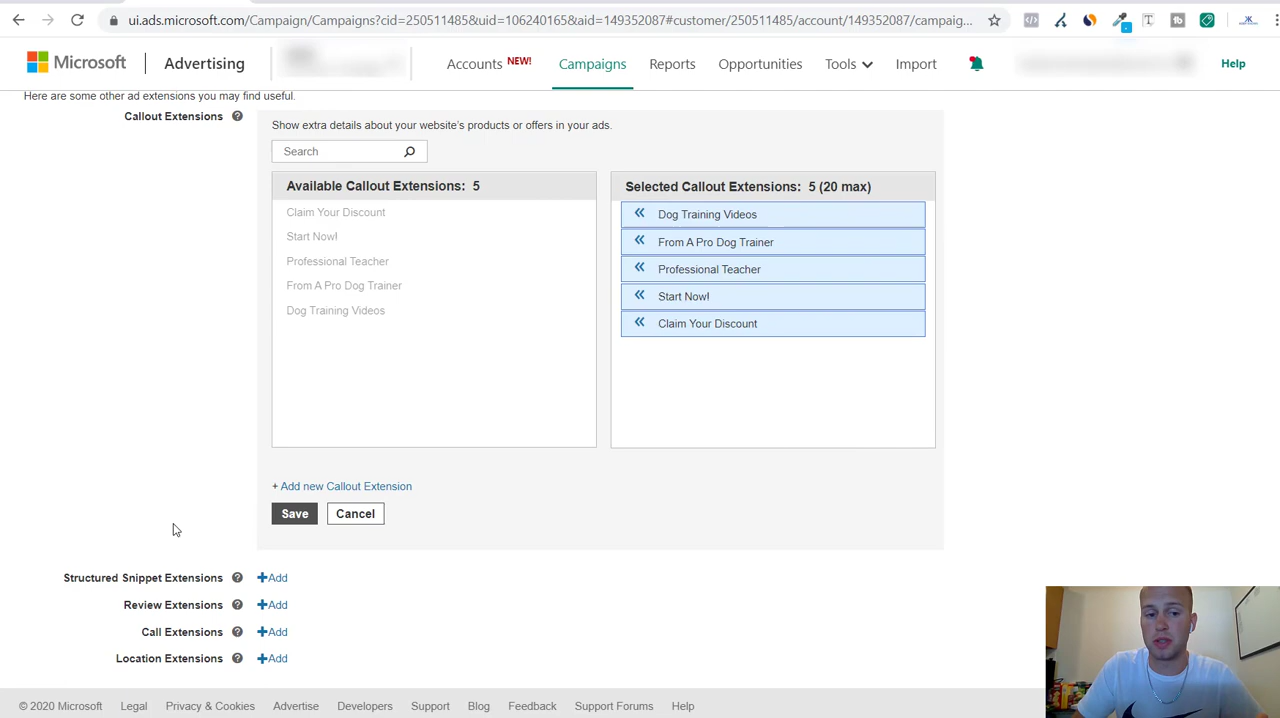 ui.ads.microsoft.com/Campaign/Campaigns?cid=250511485&uid=106240165&aid=149352087#customer/250511485/account/149352087/campaig...
Microsoft Advertising Accounts NEW! Campaigns Reports Opportunities Tools Import Help
Here are some other ad extensions you may find useful.
Callout Extensions ?
Show extra details about your website's products or offers in your ads.
Search
Available Callout Extensions: 5
Claim Your Discount
Start Now!
Professional Teacher
From A Pro Dog Trainer
Dog Training Videos
Selected Callout Extensions: 5 (20 max)
Dog Training Videos
From A Pro Dog Trainer
Professional Teacher
Start Now!
Claim Your Discount
+ Add new Callout Extension
Save Cancel
Structured Snippet Extensions ? +Add
Review Extensions ? +Add
Call Extensions ? +Add
Location Extensions ? +Add
© 2020 Microsoft Legal Privacy & Cookies Advertise Developers Support Blog Feedback Support Forums Help